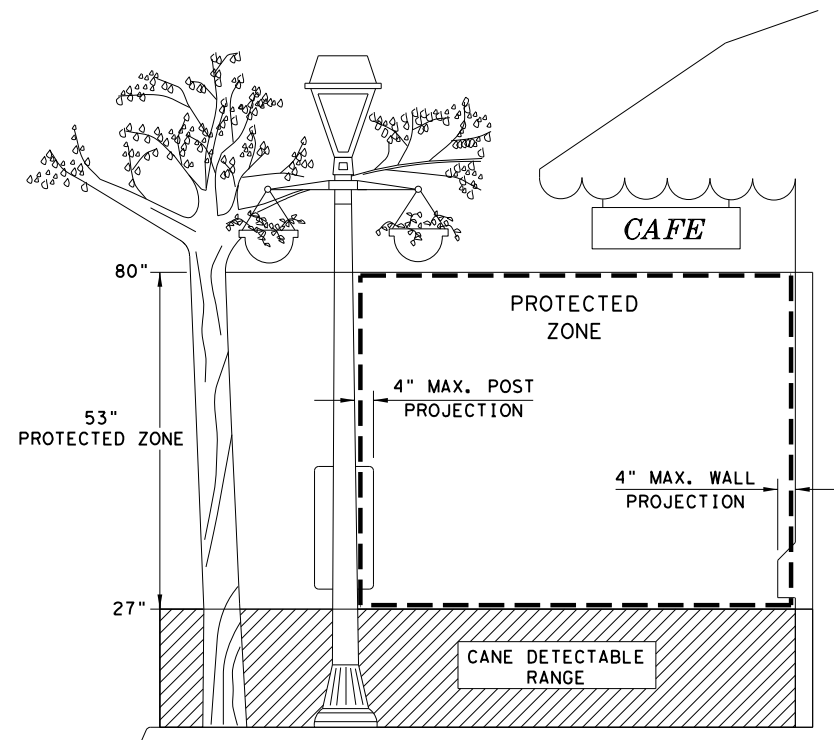 CAFE
80"
PROTECTED
ZONE
4" MAX. POST
PROJECTION
53"
PROTECTED ZONE
4" MAX. WALL
PROJECTION
27"
CANE DETECTABLE
RANGE